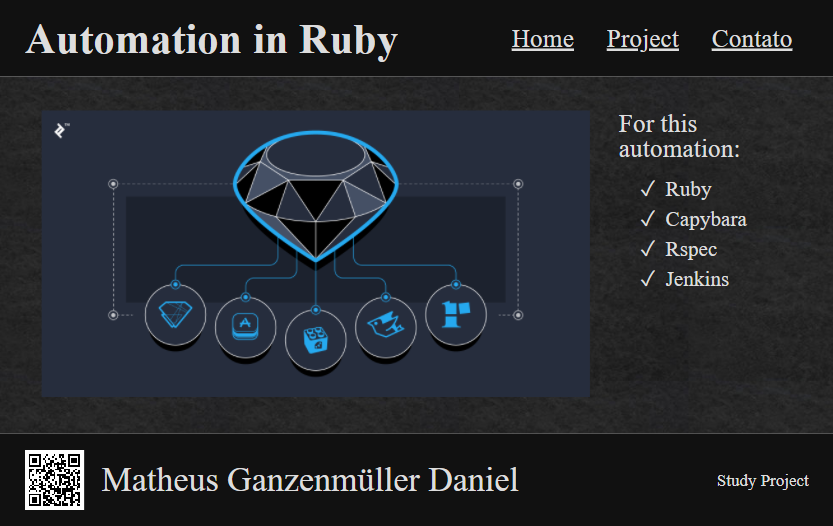 Automation in Ruby
Home Project Contato
For this
automation:
✓ Ruby
✓ Capybara
✓ Rspec
✓ Jenkins
Matheus Ganzenmüller Daniel
Study Project